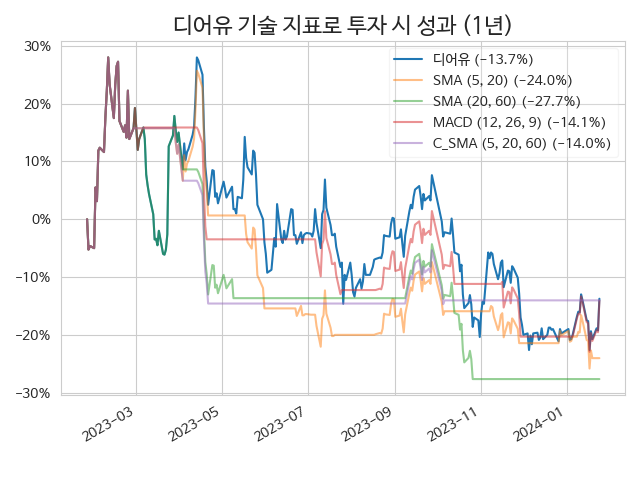 디어유 기술 지표로 투자 시 성과 (1년)
디어유 (−13.7%)
SMA (5, 20) (−24.0%)
SMA (20, 60) (−27.7%)
MACD (12, 26, 9) (−14.1%)
C_SMA (5, 20, 60) (−14.0%)
30%
20%
10%
0%
−10%
−20%
−30%
2023−03
2023−05
2023−07
2023−09
2023−11
2024−01